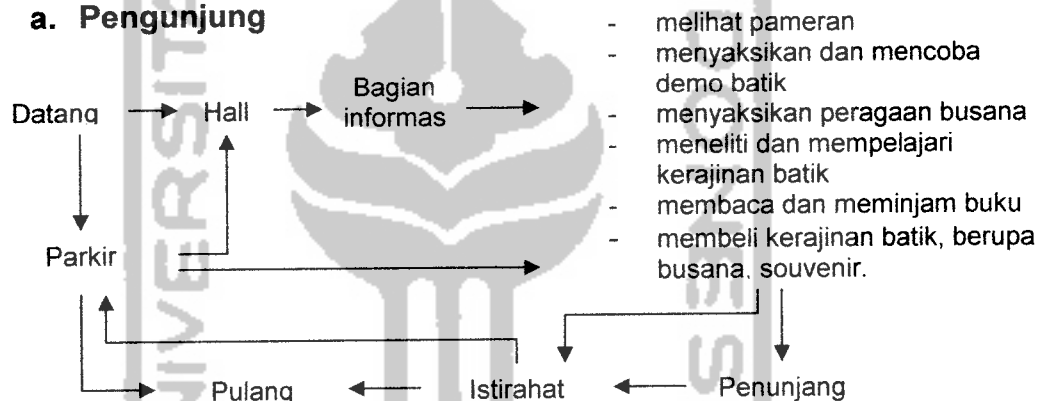 a. Pengunjung
- melihat pameran
- menyaksikan dan mencoba
demo batik
- menyaksikan peragaan busana
- meneliti dan mempelajari
kerajinan batik
- membaca dan meminjam buku
- membeli kerajinan batik, berupa
busana, souvenir.
Datang
Hall
Bagian
informas
Parkir
Pulang
Istirahat
Penunjang